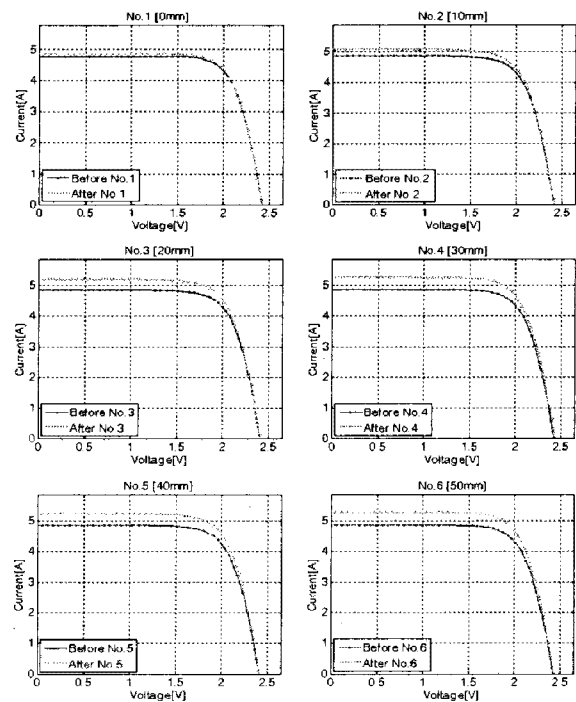 No.1 [0mm]
Current[A]
5
4
3
2
1
0
Before No.1
After No 1
0 0.5 1 1.5 2 2.5
Voltage[V]
No.2 [10mm]
Current[A]
5
4
3
2
1
0
Before No.2
After No 2
0 0.5 1 1.5 2 2.5
Voltage[V]
No.3 [20mm]
Current[A]
5
4
3
2
1
0
Before No.3
After No.3
0 0.5 1 1.5 2 2.5
Voltage[V]
No.4 [30mm]
Current[A]
5
4
3
2
1
0
Before No.4
After No.4
0 0.5 1 1.5 2 2.5
Voltage[V]
No.5 [40mm]
Current[A]
5
4
3
2
1
0
Before No.5
After No.5
0 0.5 1 1.5 2 2.5
Voltage[V]
No.6 [50mm]
Current[A]
5
4
3
2
1
0
Before No.6
After No.6
0 0.5 1 1.5 2 2.5
Voltage[V]